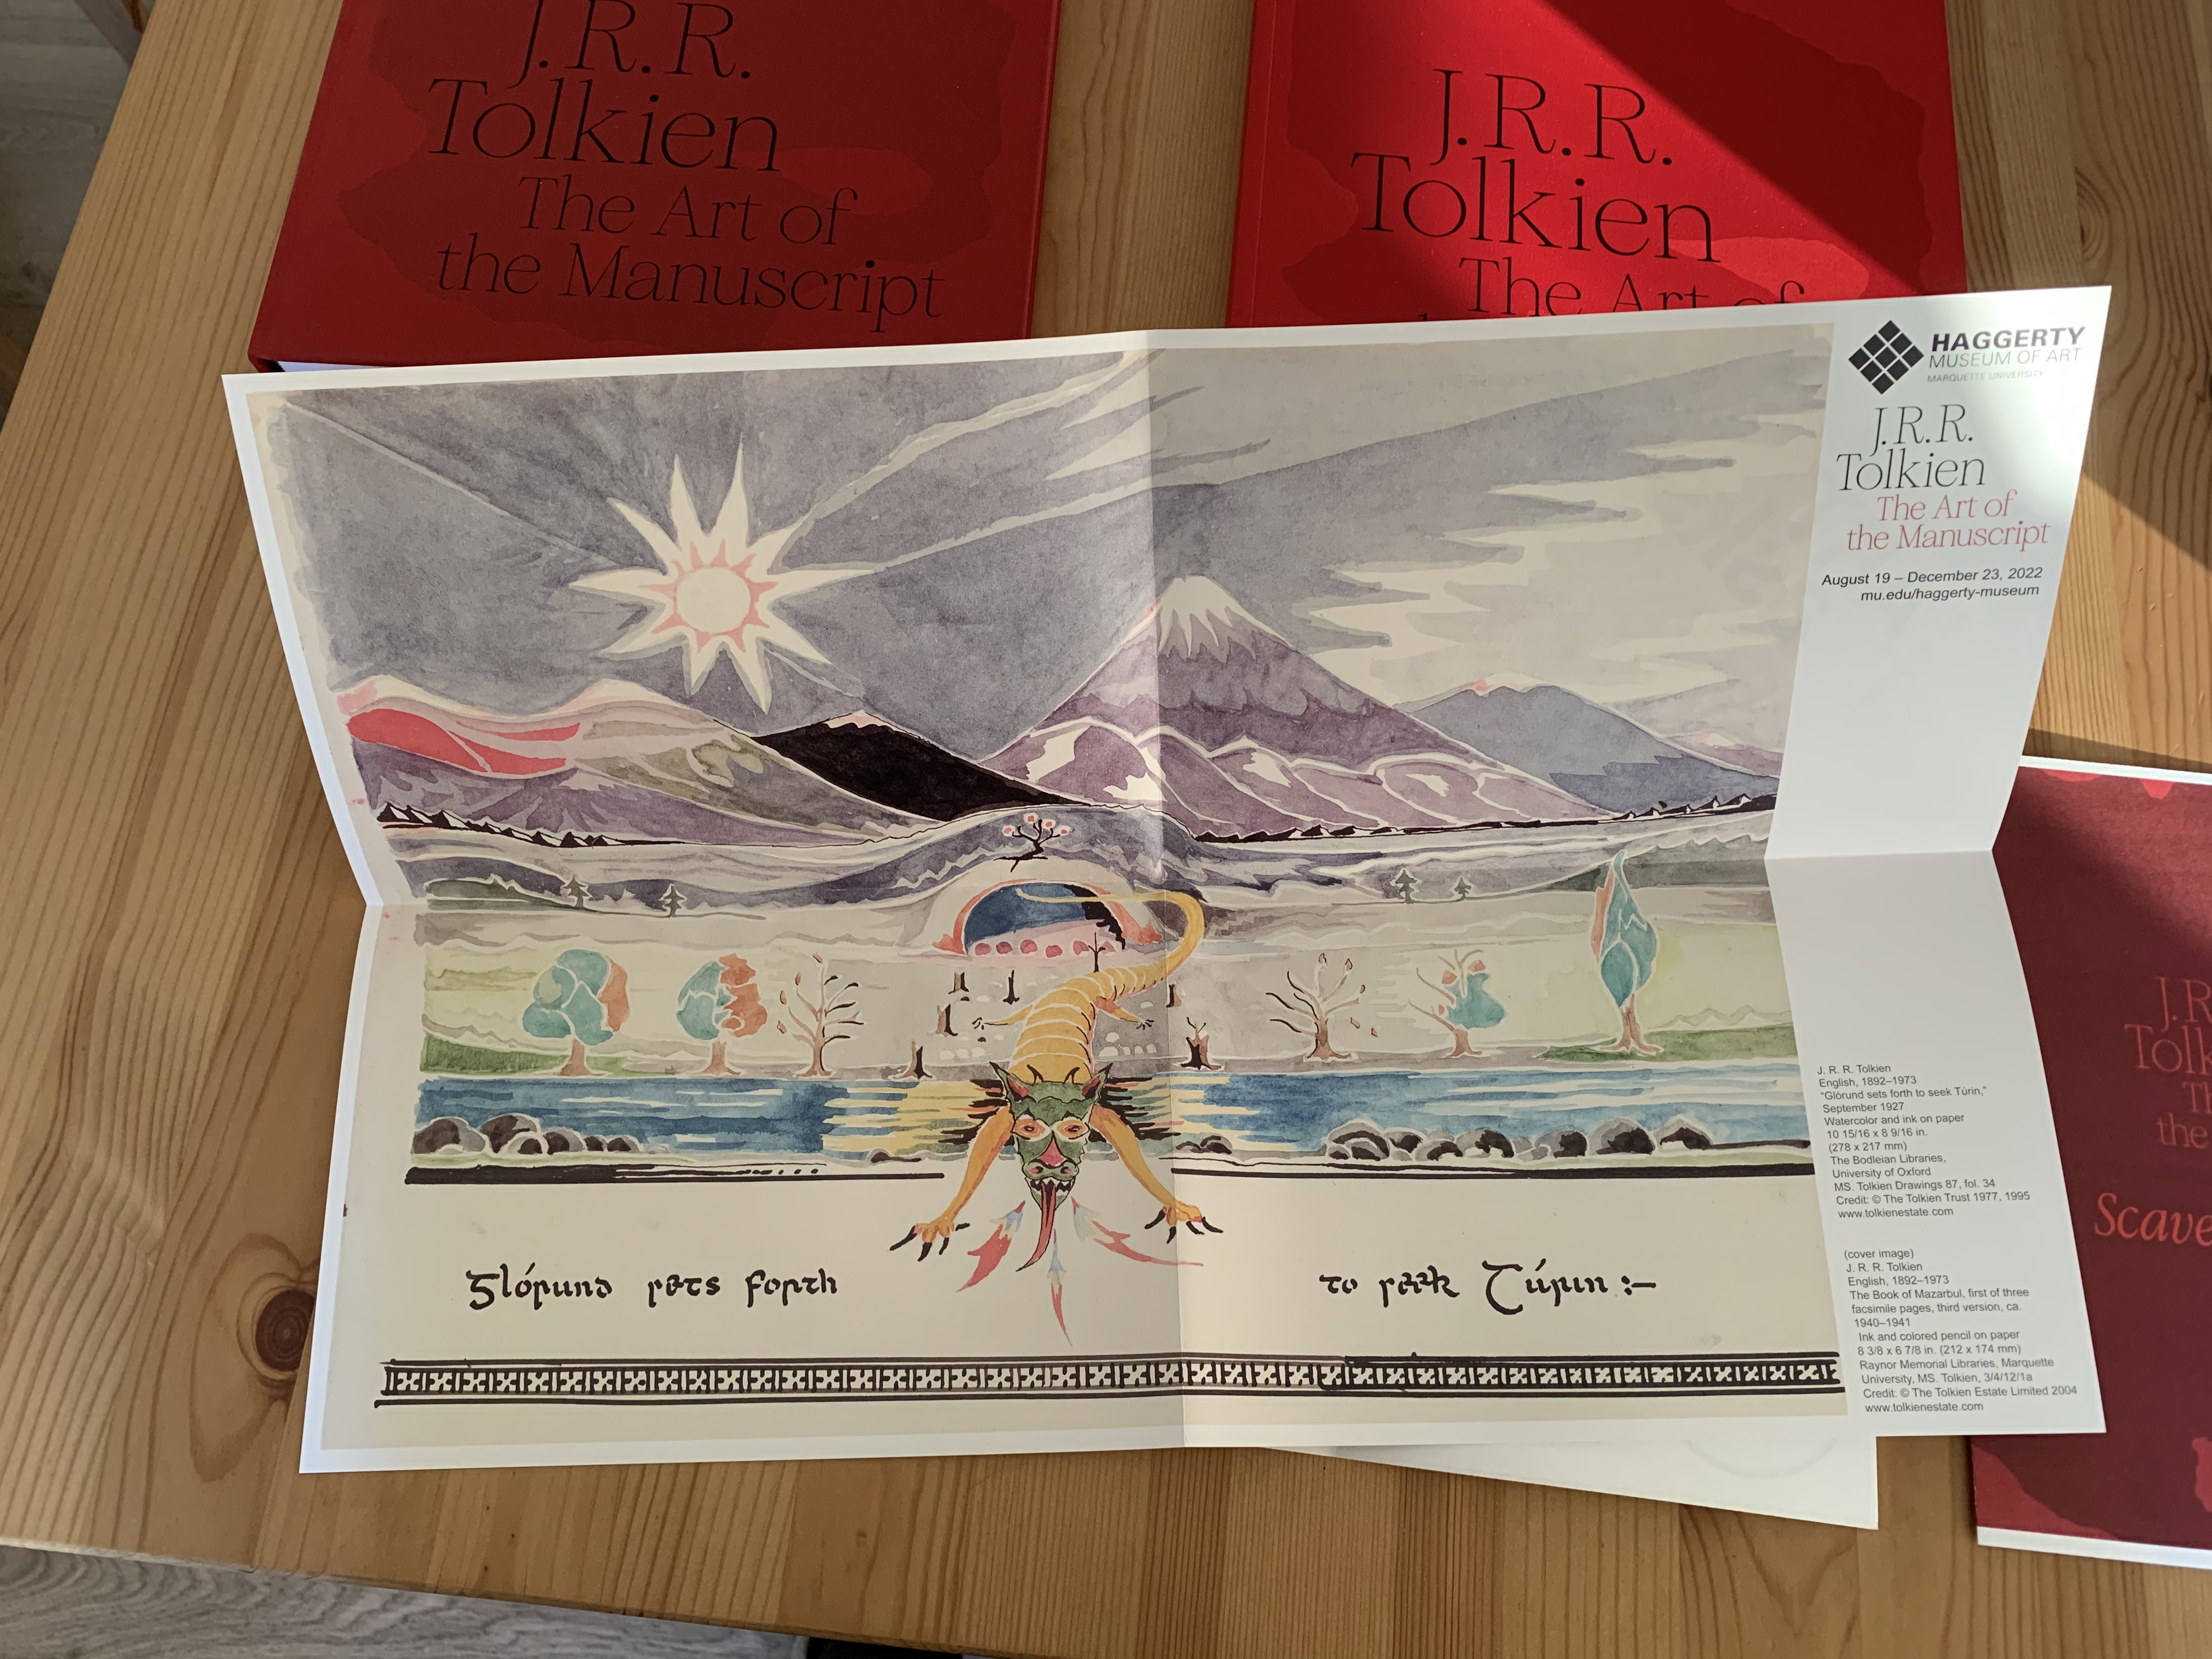 J.R.R.
Tolkien
The Art of
the Manuscript
J.R.R.
Tolkien
The Art of
HAGGERTY
MUSEUM OF ART
MARQUETTE UNIVERSITY
J.R.R.
Tolkien
The Art of
the Manuscript
August 19 – December 23, 2022
mu.edu/haggerty-museum
Glórund sets forth
to seek Túrin :—
J. R. R. Tolkien
English, 1892–1973
"Glórund sets forth to seek Túrin,"
September 1927
Watercolor and ink on paper
10 15/16 x 8 9/16 in.
(278 x 217 mm)
The Bodleian Libraries,
University of Oxford
MS. Tolkien Drawings 87, fol. 34
Credit: © The Tolkien Trust 1977, 1995
www.tolkienestate.com
(cover image)
J. R. R. Tolkien
English, 1892–1973
The Book of Mazarbul, first of three
facsimile pages, third version, ca.
1940–1941
Ink and colored pencil on paper
8 3/8 x 6 7/8 in. (212 x 174 mm)
Raynor Memorial Libraries, Marquette
University, MS. Tolkien, 3/4/12/1a
Credit: © The Tolkien Estate Limited 2004
www.tolkienestate.com
J.R
Tolk
Th
the
Scave